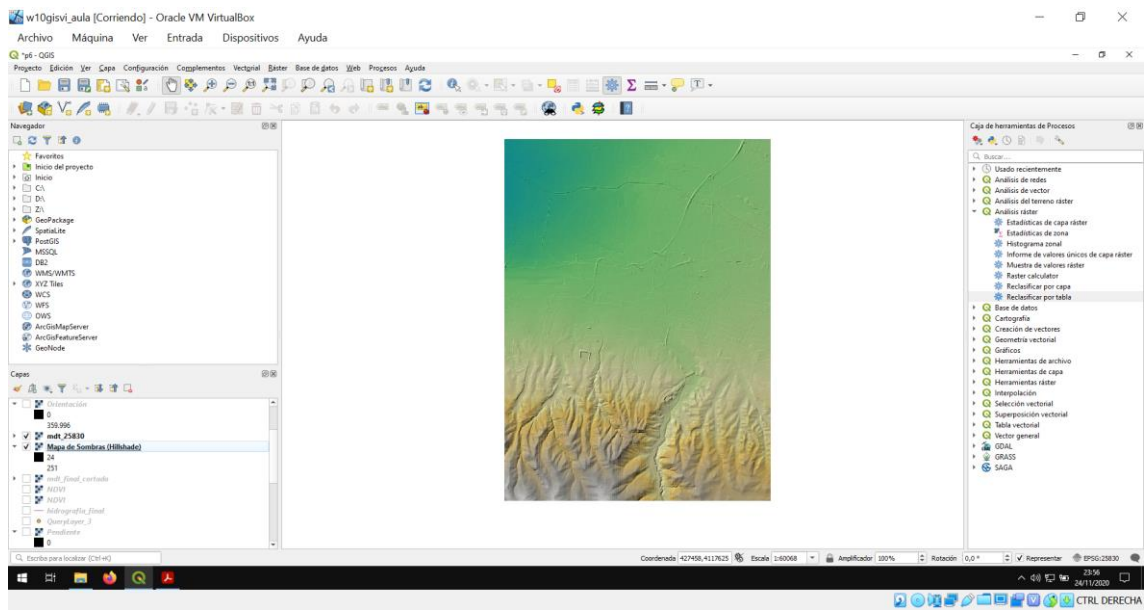 w10gisvi_aula [Corriendo] - Oracle VM VirtualBox
Archivo Máquina Ver Entrada Dispositivos Ayuda
*p6 - QGIS
Proyecto Edición Ver Capa Configuración Complementos Vectorial Ráster Base de datos Web Procesos Ayuda
Navegador
Favoritos
Inicio del proyecto
Inicio
C:\
D:\
Z:\
GeoPackage
SpatiaLite
PostGIS
MSSQL
DB2
WMS/WMTS
XYZ Tiles
WCS
WFS
OWS
ArcGisMapServer
ArcGisFeatureServer
GeoNode
Capas
Orientación
0
359.996
mdt_25830
Mapa de Sombras (Hillshade)
24
251
mdt_final_cortado
NDVI
NDVI
hidrografia_final
QueryLayer_3
Pendiente
0
Caja de herramientas de Procesos
Buscar...
Usado recientemente
Análisis de redes
Análisis de vector
Análisis del terreno ráster
Análisis ráster
Estadísticas de capa ráster
Estadísticas de zona
Histograma zonal
Informe de valores únicos de capa ráster
Muestra de valores ráster
Raster calculator
Reclasificar por capa
Reclasificar por tabla
Base de datos
Cartografía
Creación de vectores
Geometría vectorial
Gráficos
Herramientas de archivo
Herramientas de capa
Herramientas ráster
Interpolación
Selección vectorial
Superposición vectorial
Tabla vectorial
Vector general
GDAL
GRASS
SAGA
Escriba para localizar (Ctrl+K)
Coordenada 427458,4117625 Escala 1:60068 Amplificador 100% Rotación 0,0 ° Representar EPSG:25830
23:56
24/11/2020
CTRL DERECHA